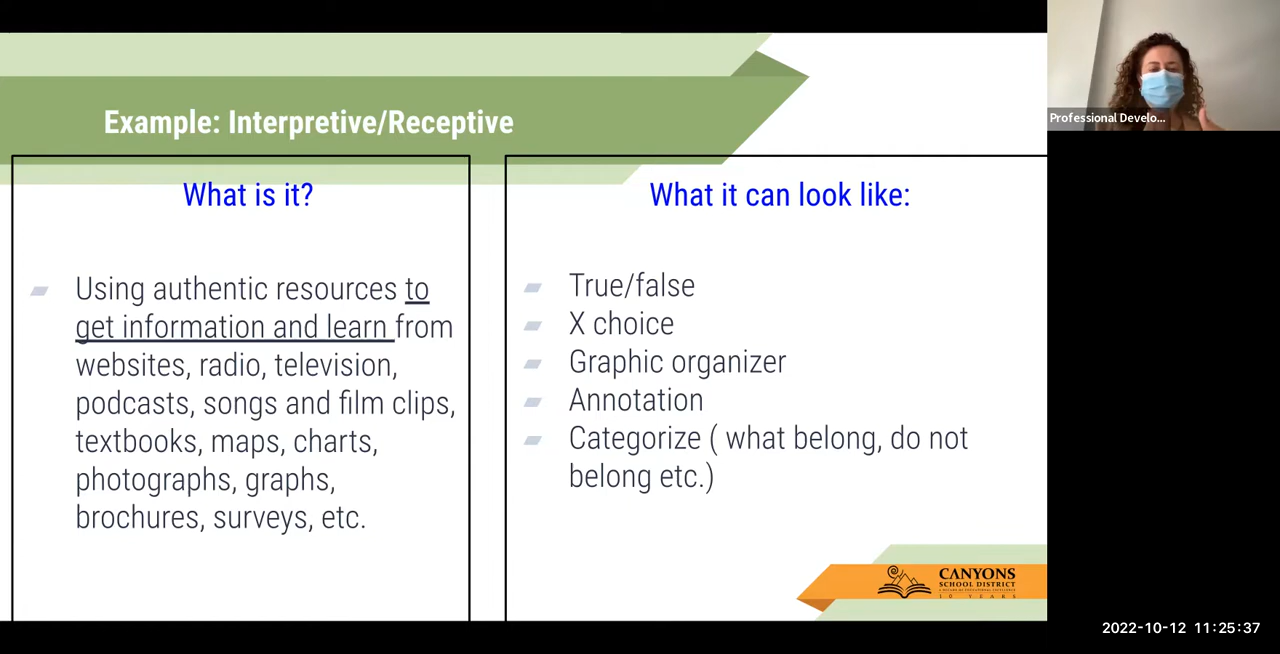 Example: Interpretive/Receptive
Professional Develo...
What is it?
Using authentic resources to
get information and learn from
websites, radio, television,
podcasts, songs and film clips,
textbooks, maps, charts,
photographs, graphs,
brochures, surveys, etc.
What it can look like:
True/false
X choice
Graphic organizer
Annotation
Categorize ( what belong, do not
belong etc.)
CANYONS
SCHOOL DISTRICT
10 YEARS
2022-10-12 11:25:37